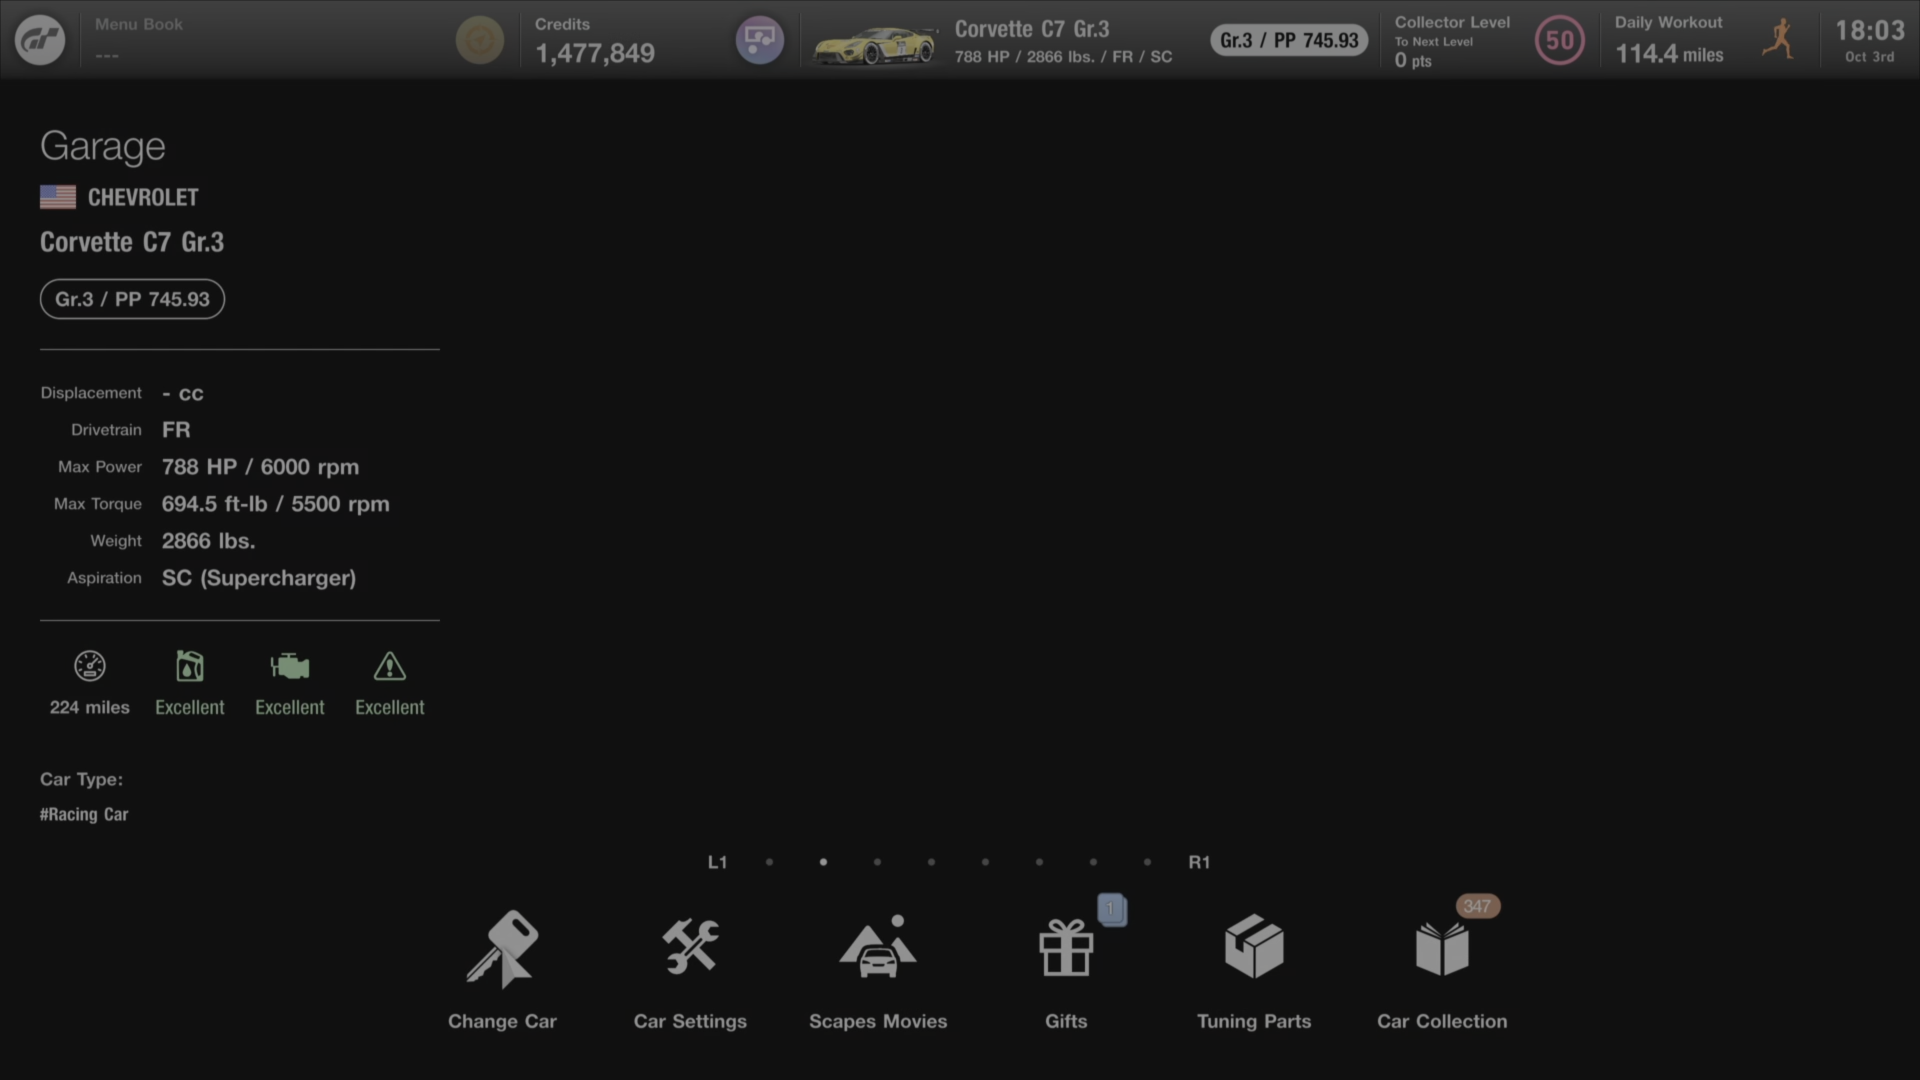 Menu Book
---
Credits
1,477,849
Corvette C7 Gr.3
788 HP / 2866 lbs. / FR / SC
Gr.3 / PP 745.93
Collector Level
To Next Level
0 pts
50
Daily Workout
114.4 miles
18:03
Oct 3rd
Garage
CHEVROLET
Corvette C7 Gr.3
Gr.3 / PP 745.93
Displacement - cc
Drivetrain FR
Max Power 788 HP / 6000 rpm
Max Torque 694.5 ft-lb / 5500 rpm
Weight 2866 lbs.
Aspiration SC (Supercharger)
224 miles Excellent Excellent Excellent
Car Type:
#Racing Car
L1 R1
1
347
Change Car Car Settings Scapes Movies Gifts Tuning Parts Car Collection